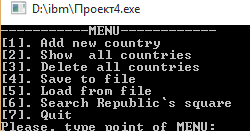 D:\ibm\Проект4.exe
------------MENU------------
[1]. Add new country
[2]. Show  all countries
[3]. Delete all countries
[4]. Save to file
[5]. Load from file
[6]. Search Republic`s square
[7]. Quit
Please, type point of MENU: